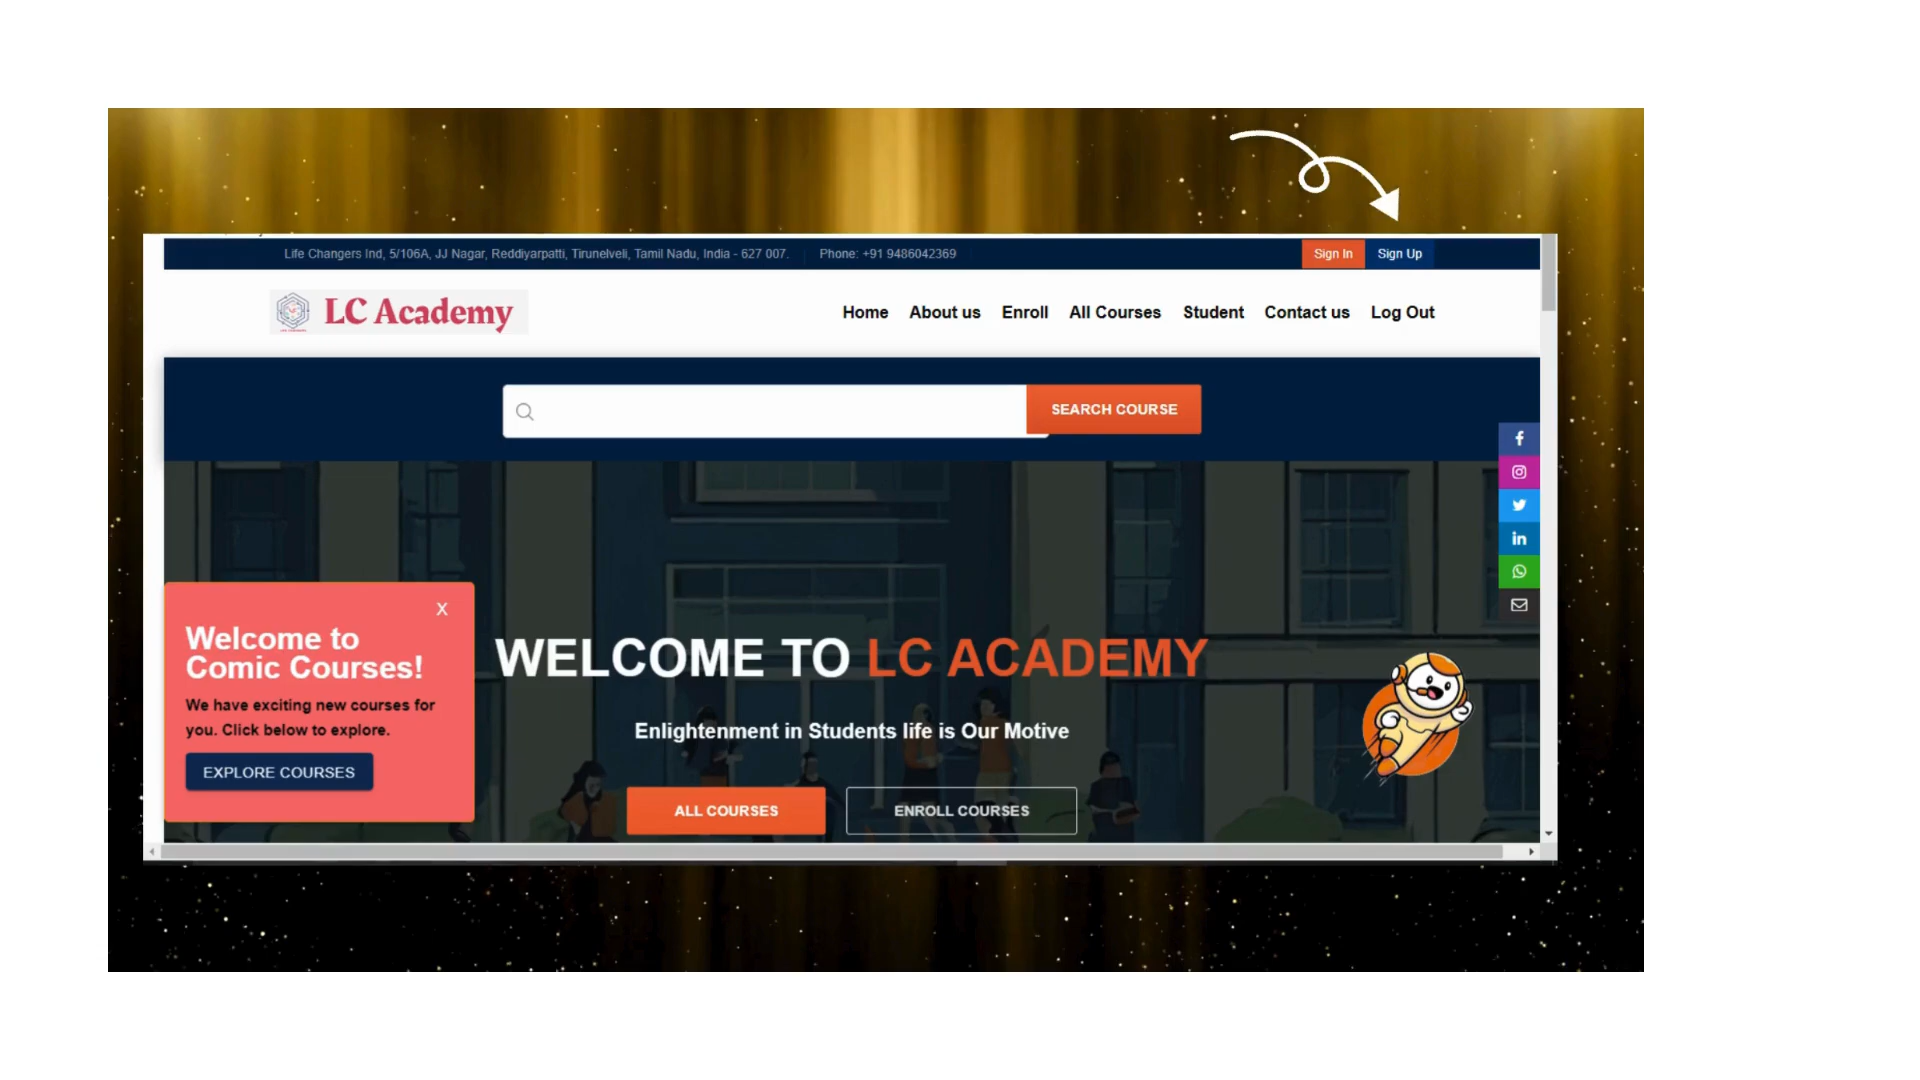 Life Changers Ind, 5/106A, JJ Nagar, Reddiyarpatti, Tirunelveli, Tamil Nadu, India - 627 007. Phone: +91 9486042369 Sign In Sign Up
LC Academy
Home About us Enroll All Courses Student Contact us Log Out
SEARCH COURSE
X
Welcome to
Comic Courses!
We have exciting new courses for
you. Click below to explore.
EXPLORE COURSES
WELCOME TO LC ACADEMY
Enlightenment in Students life is Our Motive
ALL COURSES ENROLL COURSES